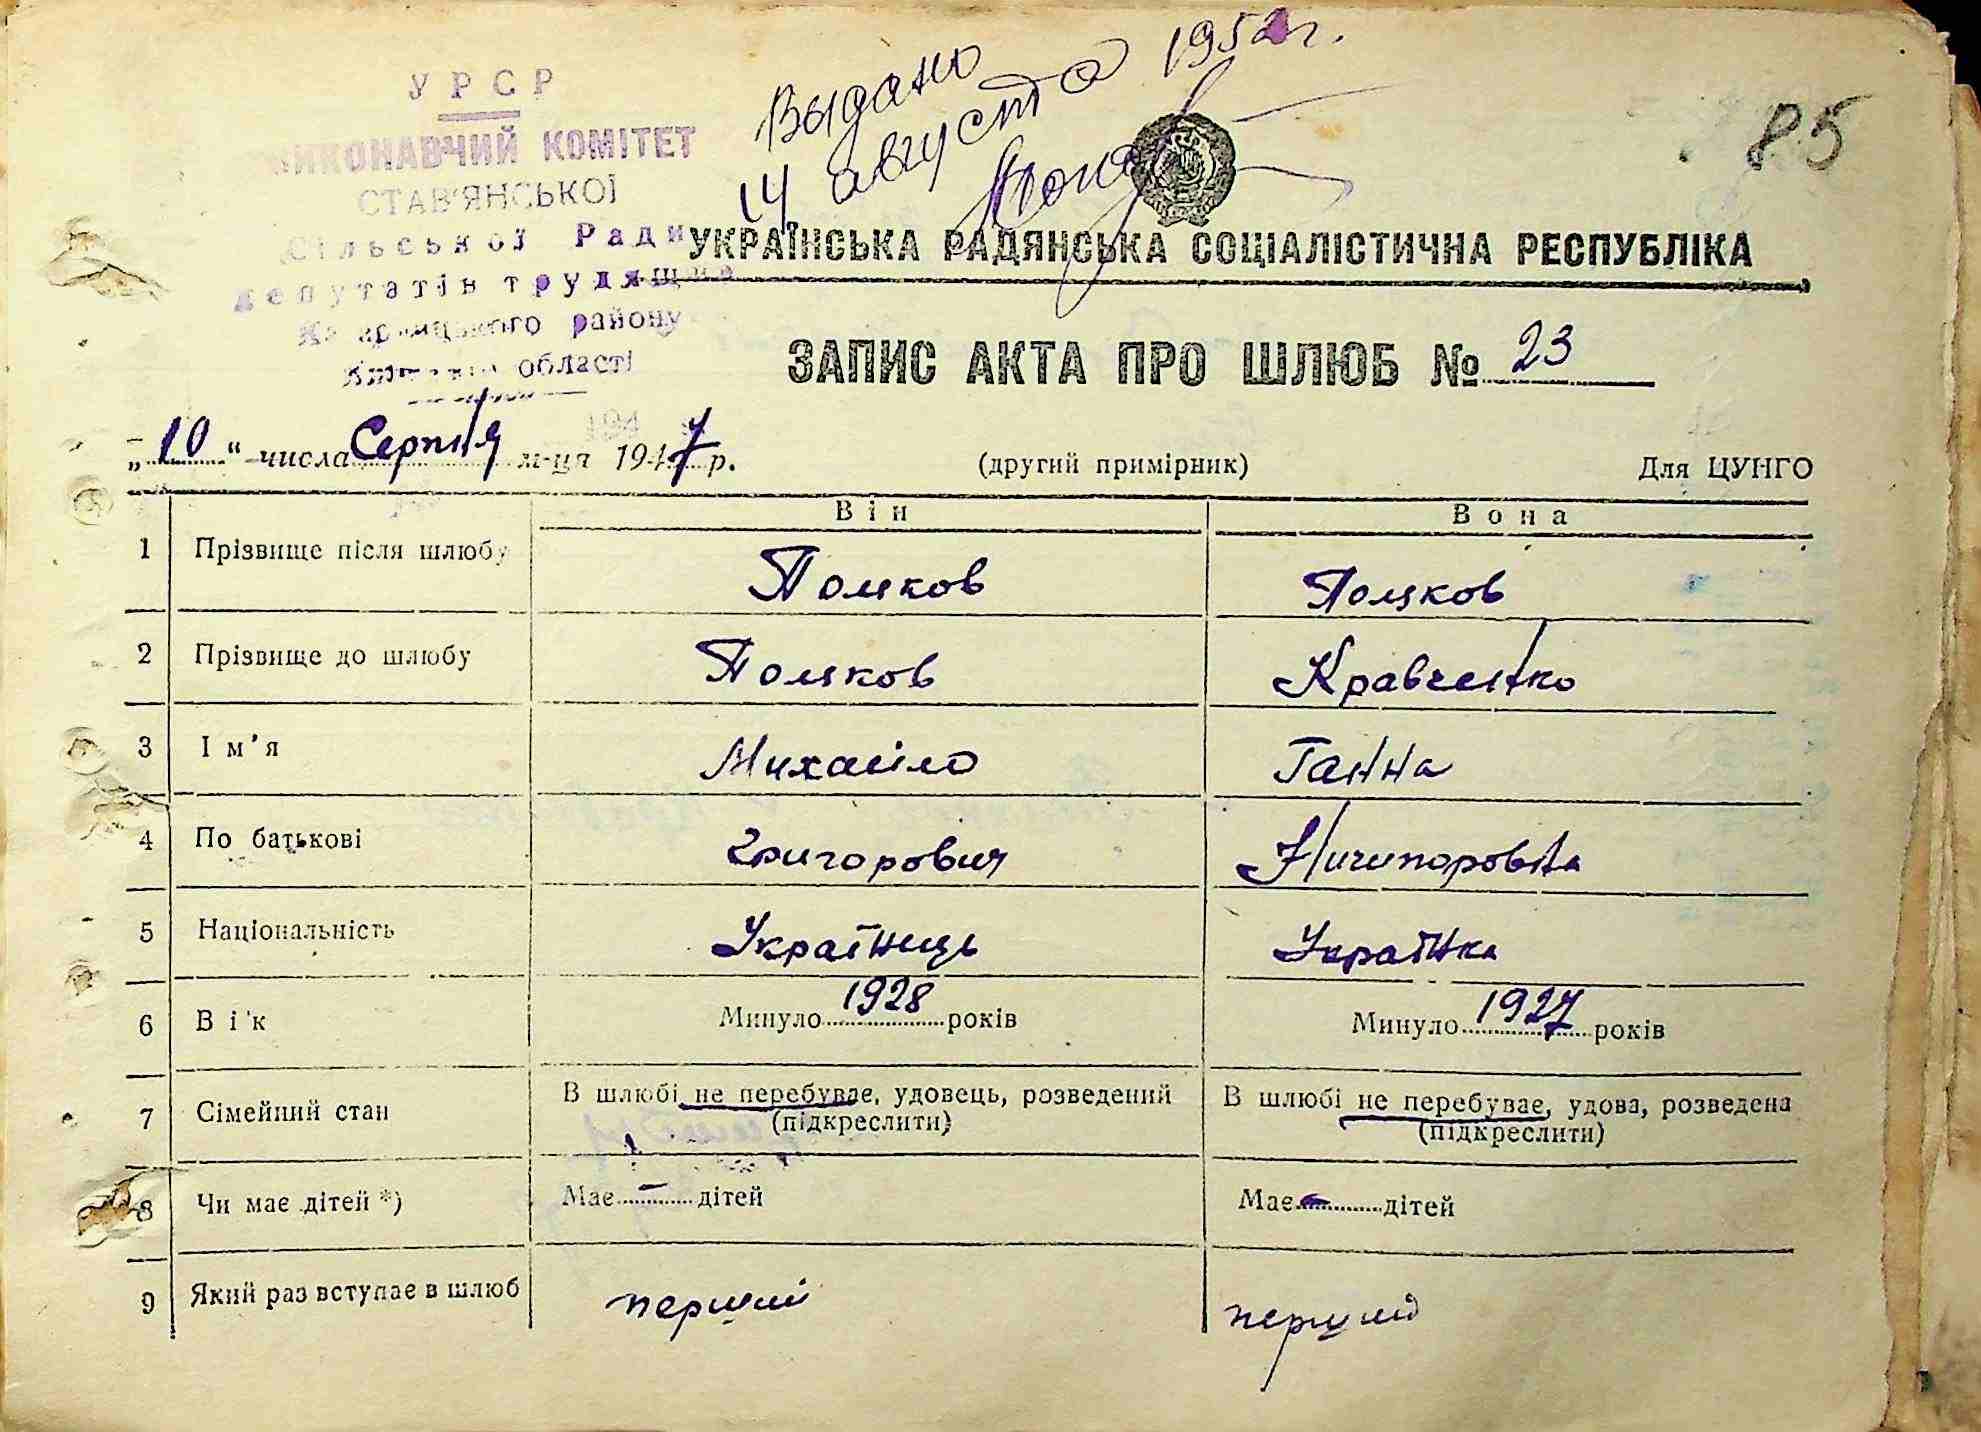 Выдано
14 августа 1952 г.
85
УРСР
ВИКОНАВЧИЙ КОМІТЕТ
СТАВ'ЯНСЬКОЇ
Сільської Ради
депутатів трудящих
району
області
УКРАЇНСЬКА РАДЯНСЬКА СОЦІАЛІСТИЧНА РЕСПУБЛІКА
ЗАПИС АКТА ПРО ШЛЮБ № 23
„10“ числа Серпня м-ця 1947 р.
(другий примірник)
Для ЦУНГО
Він Вона
1 Прізвище після шлюбу Поляков Поляков
2 Прізвище до шлюбу Поляков Кравченко
3 Ім'я Михайло Ганна
4 По батькові Григорович Ничипоровна
5 Національність Українець Українка
6 Вік Минуло 1928 років Минуло 1927 років
7 Сімейний стан В шлюбі не перебуває, удовець, розведений В шлюбі не перебуває, удова, розведена
(підкреслити) (підкреслити)
8 Чи має дітей *) Має - дітей Має - дітей
9 Який раз вступає в шлюб перший перший